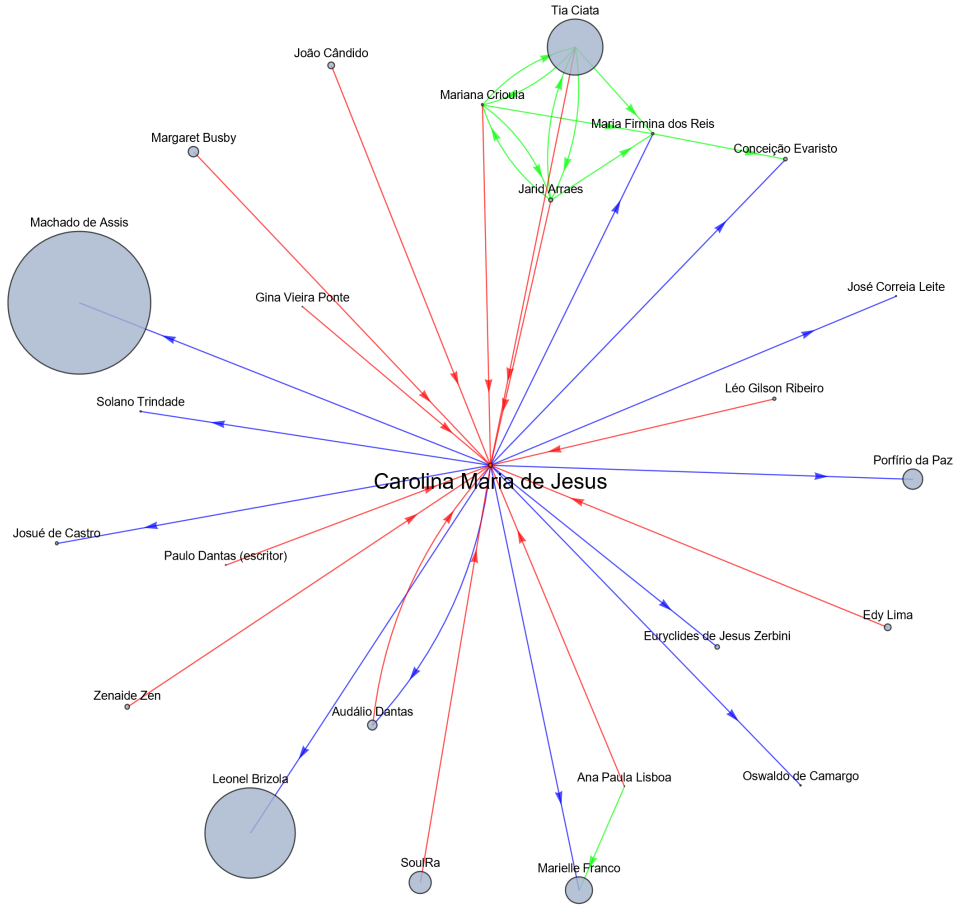 Tia Ciata
João Cândido
Mariana Crioula
Maria Firmina dos Reis
Margaret Busby
Conceição Evaristo
Jarid Arraes
Machado de Assis
Gina Vieira Ponte
José Correia Leite
Léo Gilson Ribeiro
Solano Trindade
Porfírio da Paz
Carolina Maria de Jesus
Josué de Castro
Paulo Dantas (escritor)
Edy Lima
Euryclides de Jesus Zerbini
Zenaide Zen
Audálio Dantas
Leonel Brizola
Ana Paula Lisboa
Oswaldo de Camargo
SoulRa
Marielle Franco